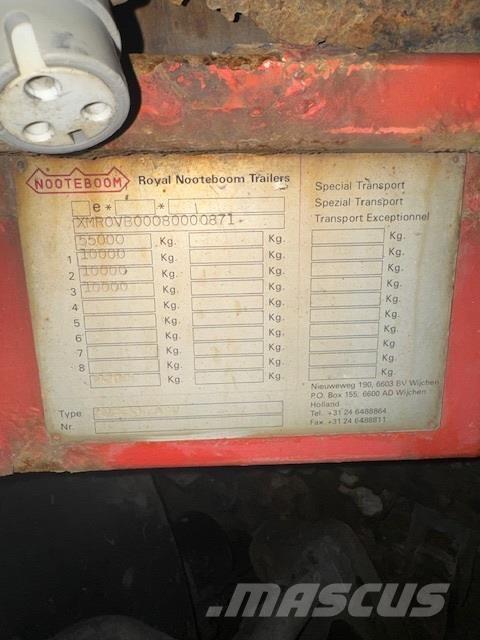 NOOTEBOOM Royal Nooteboom Trailers
Special Transport
Spezial Transport
Transport Exceptionnel
e* *
XMR0VB00080000871
55000 Kg. Kg. Kg.
1 10000 Kg. Kg. Kg.
2 10000 Kg. Kg. Kg.
3 10000 Kg. Kg. Kg.
4 Kg. Kg. Kg.
5 Kg. Kg. Kg.
6 Kg. Kg. Kg.
7 Kg. Kg. Kg.
8 Kg. Kg. Kg.
Kg. Kg. Kg.
Type
Nr.
Nieuweweg 190, 6603 BV Wijchen
P.O. Box 155, 6600 AD Wijchen
Holland
Tel. +31 24 6488864
Fax. +31 24 6488811
MASCUS